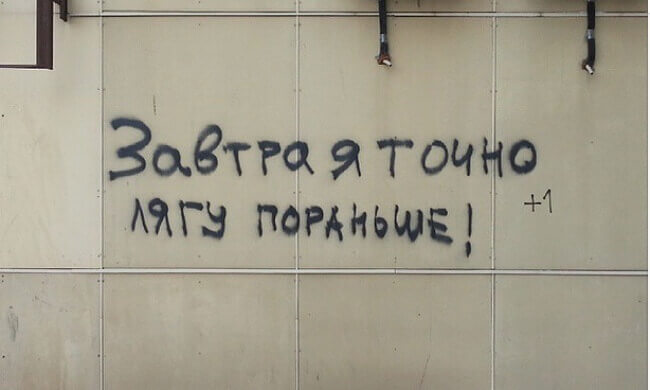 Завтра я точно
лягу пораньше!
+1